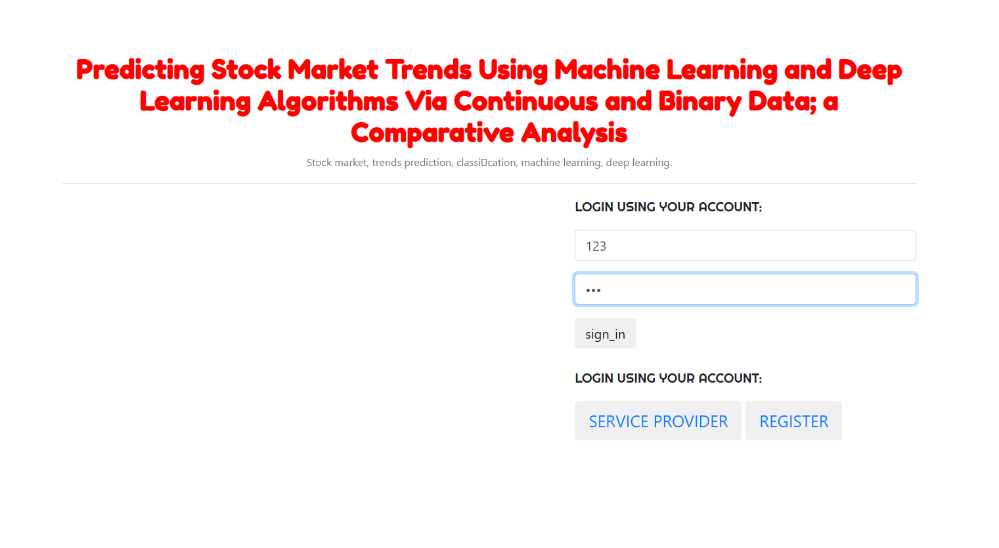 Predicting Stock Market Trends Using Machine Learning and Deep
Learning Algorithms Via Continuous and Binary Data; a
Comparative Analysis
Stock market, trends prediction, classi▯cation, machine learning, deep learning.
LOGIN USING YOUR ACCOUNT:
123
•••
sign_in
LOGIN USING YOUR ACCOUNT:
SERVICE PROVIDER REGISTER